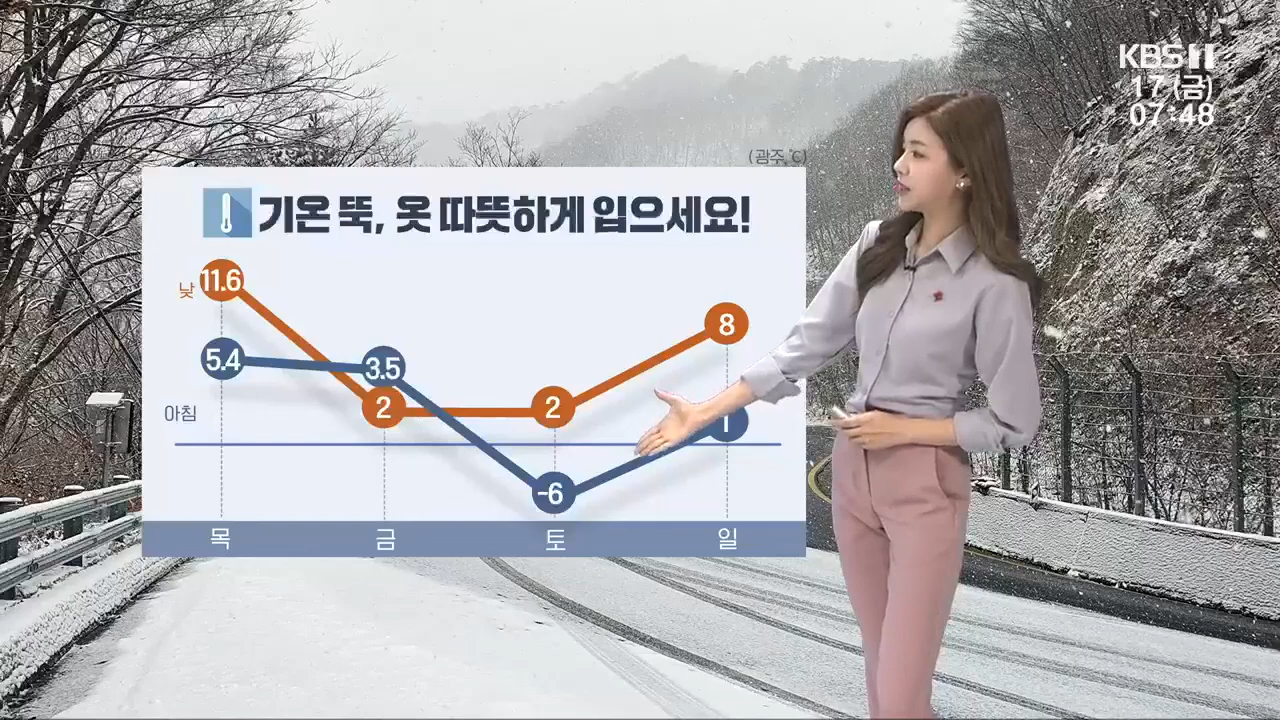 KBS
17 (금)
07:48
(광주, ℃)
기온 뚝, 옷 따뜻하게 입으세요!
낮
11.6
2
2
8
아침
5.4
3.5
-6
1
목
금
토
일